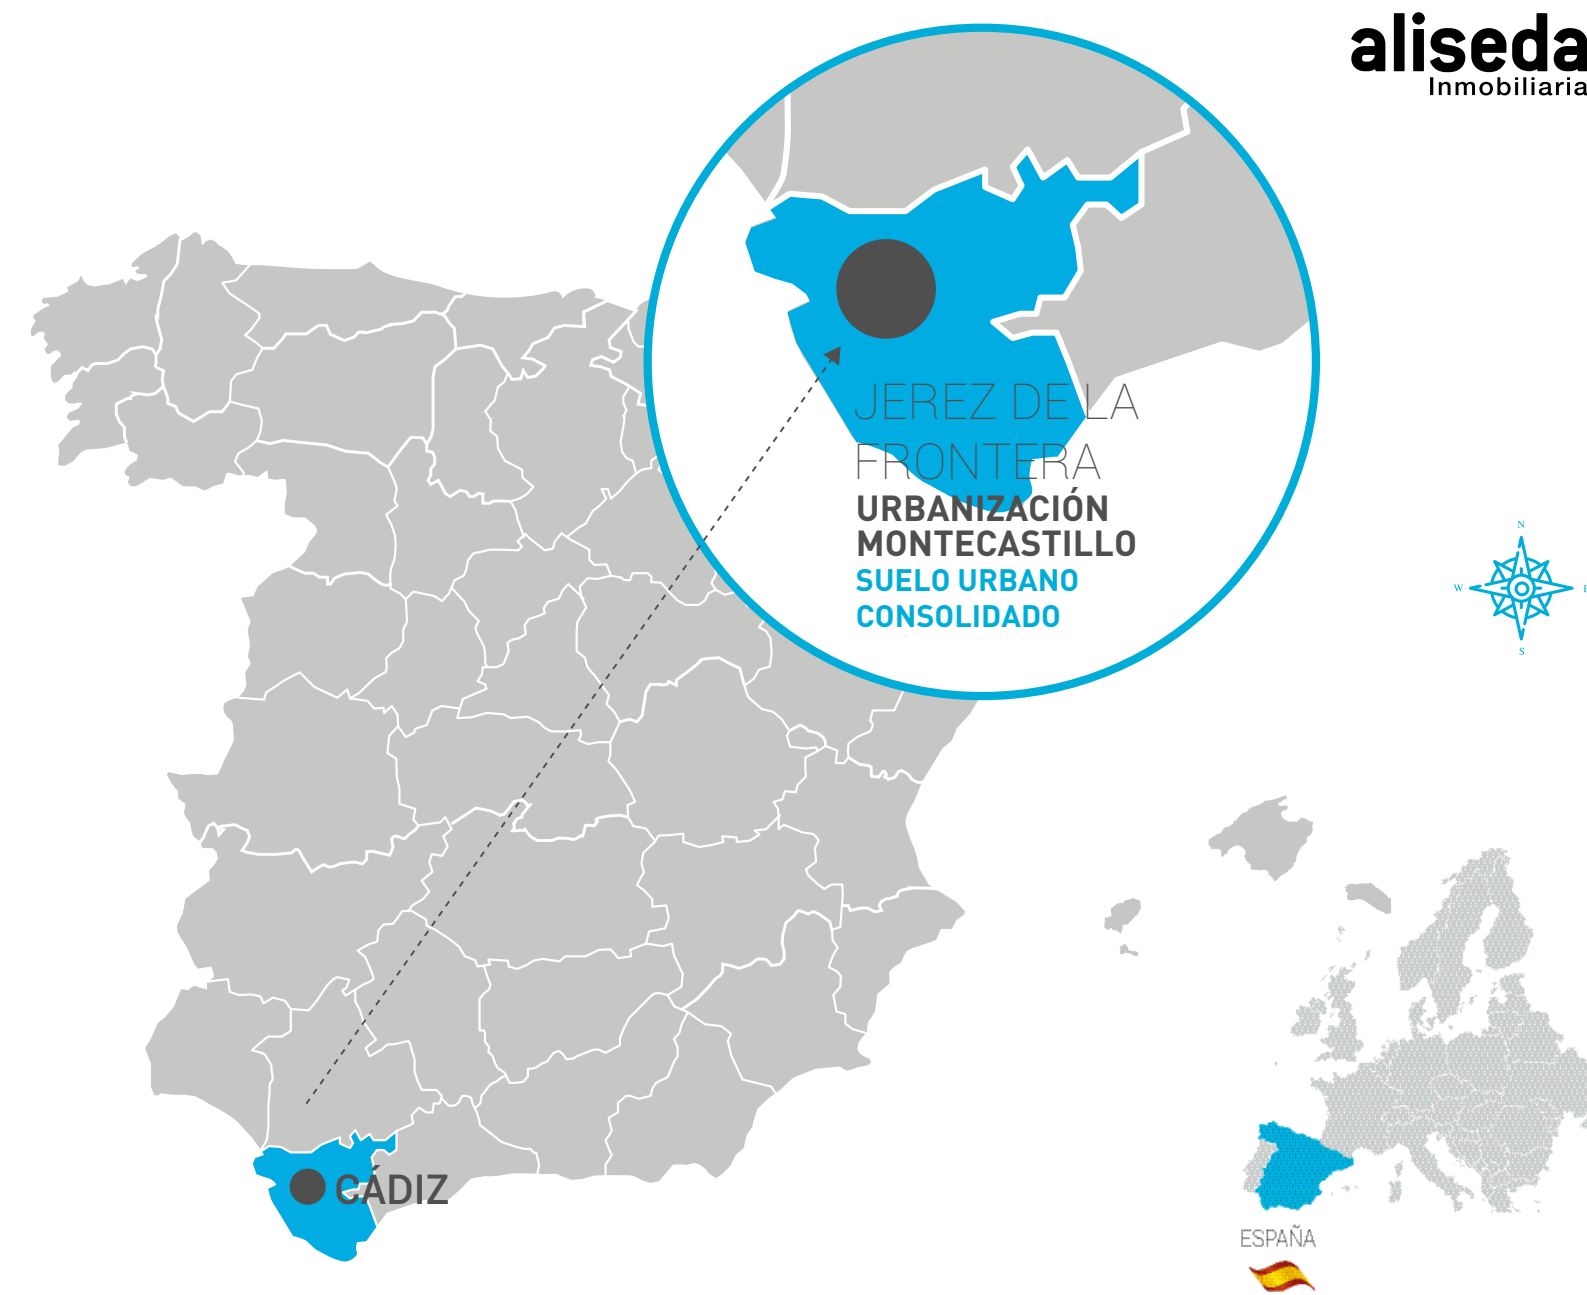 aliseda
Inmobiliaria
JEREZ DE LA
FRONTERA
URBANIZACIÓN
MONTECASTILLO
SUELO URBANO
CONSOLIDADO
N
W
E
S
CÁDIZ
ESPAÑA